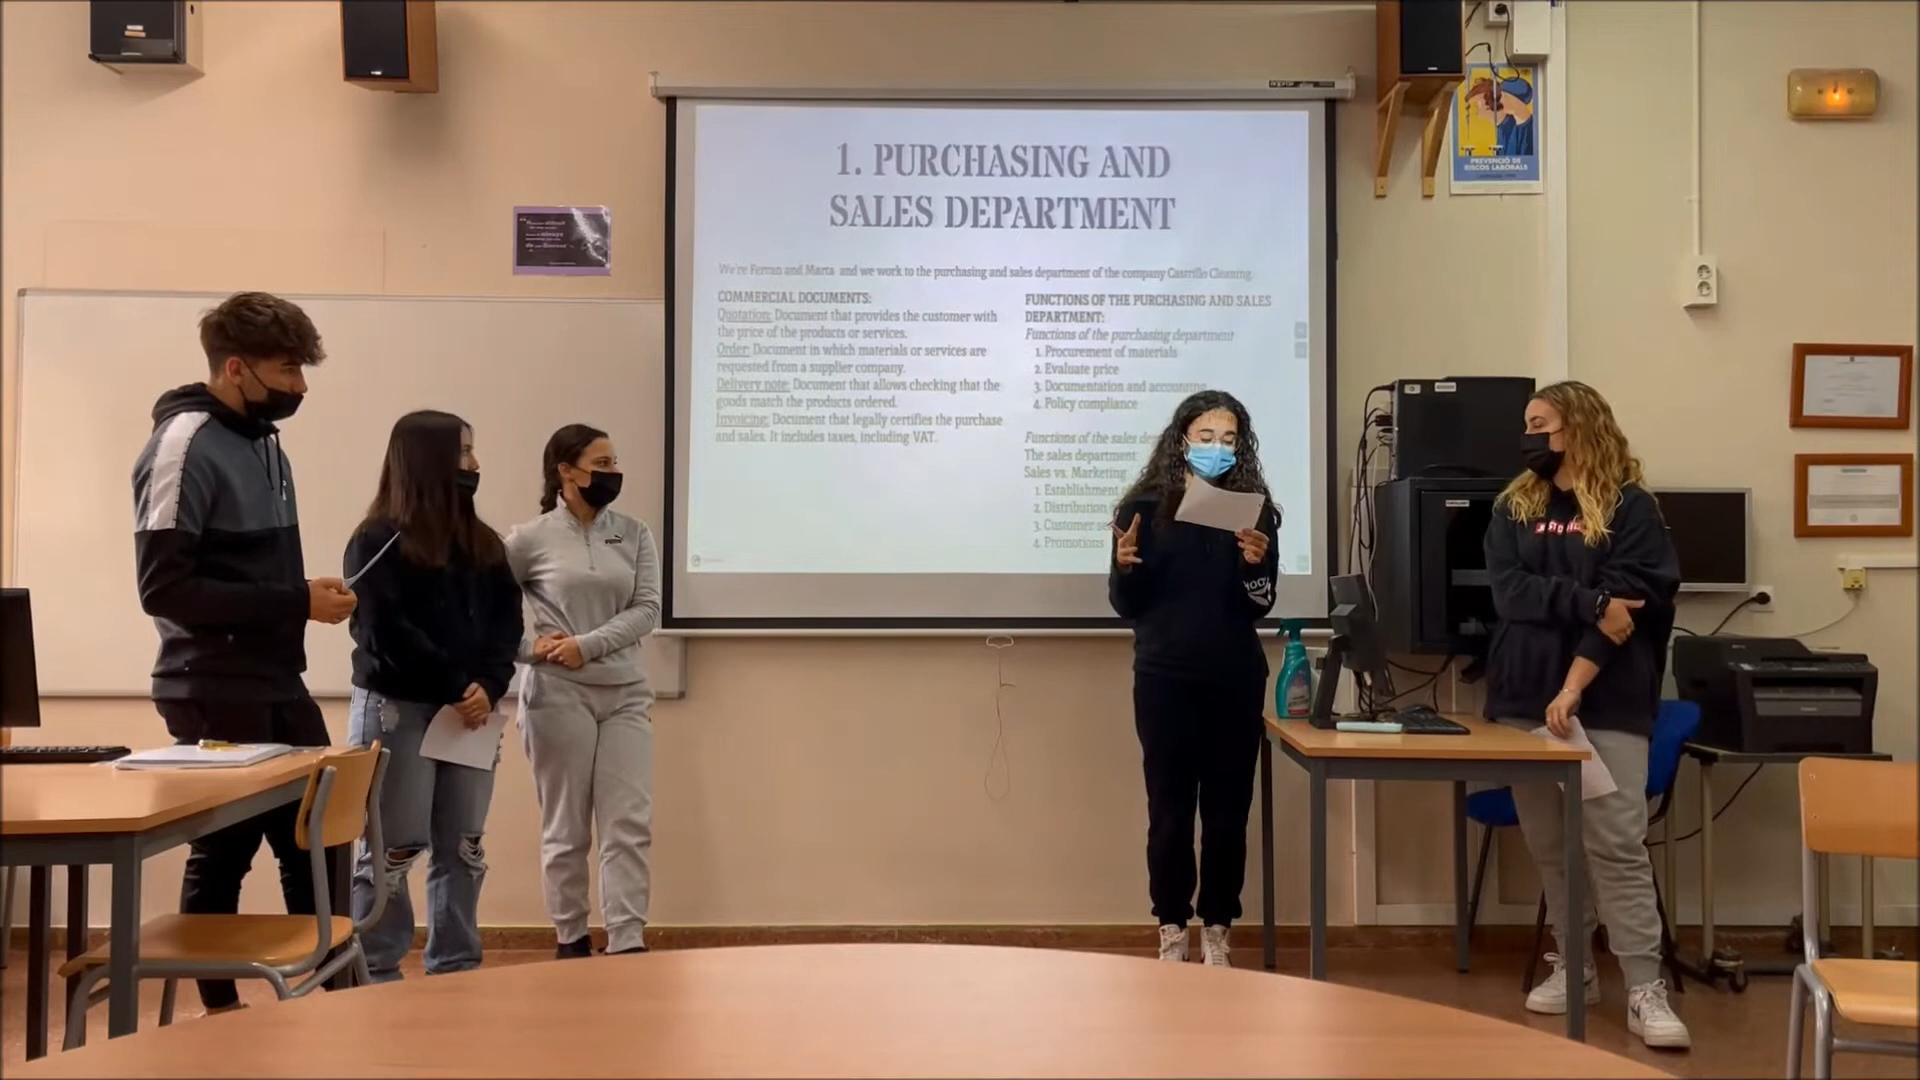 1. PURCHASING AND
SALES DEPARTMENT
We're Ferran and Marta and we work to the purchasing and sales department of the company Castrillo Cleaning.
COMMERCIAL DOCUMENTS:
Quotation: Document that provides the customer with
the price of the products or services.
Order: Document in which materials or services are
requested from a supplier company.
Delivery note: Document that allows checking that the
goods match the products ordered.
Invoicing: Document that legally certifies the purchase
and sales. It includes taxes, including VAT.
FUNCTIONS OF THE PURCHASING AND SALES
DEPARTMENT:
Functions of the purchasing department
1. Procurement of materials
2. Evaluate price
3. Documentation and accounting
4. Policy compliance
Functions of the sales
The sales department:
Sales vs. Marketing
1. Establishment
2. Distribution
3. Customer
4. Promotions
PREVENCIÓ DE
RISCOS LABORALS
PUMA